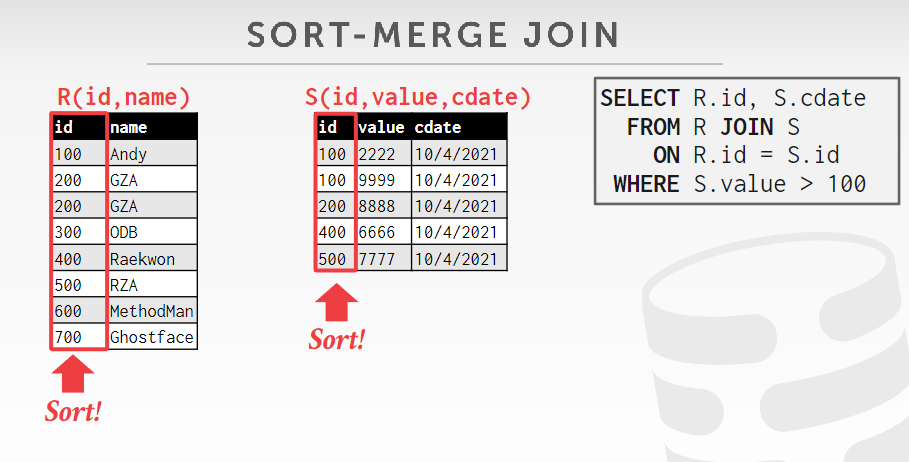 SORT-MERGE JOIN
R(id,name)
id name
100 Andy
200 GZA
200 GZA
300 ODB
400 Raekwon
500 RZA
600 MethodMan
700 Ghostface
Sort!
S(id,value,cdate)
id value cdate
100 2222 10/4/2021
100 9999 10/4/2021
200 8888 10/4/2021
400 6666 10/4/2021
500 7777 10/4/2021
Sort!
SELECT R.id, S.cdate
FROM R JOIN S
ON R.id = S.id
WHERE S.value > 100